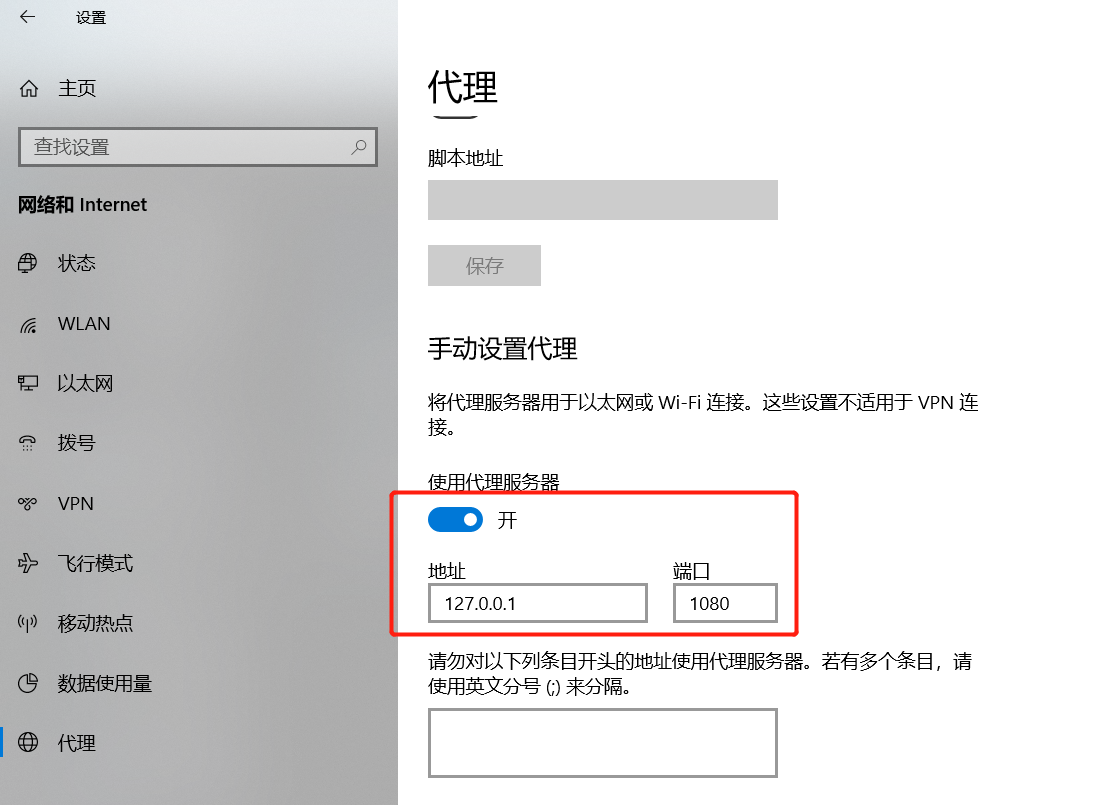 设置
主页
查找设置
网络和 Internet
状态
WLAN
以太网
拨号
VPN
飞行模式
移动热点
数据使用量
代理
代理
脚本地址
保存
手动设置代理
将代理服务器用于以太网或 Wi-Fi 连接。这些设置不适用于 VPN 连
接。
使用代理服务器
开
地址
端口
127.0.0.1
1080
请勿对以下列条目开头的地址使用代理服务器。若有多个条目，请
使用英文分号 (;) 来分隔。